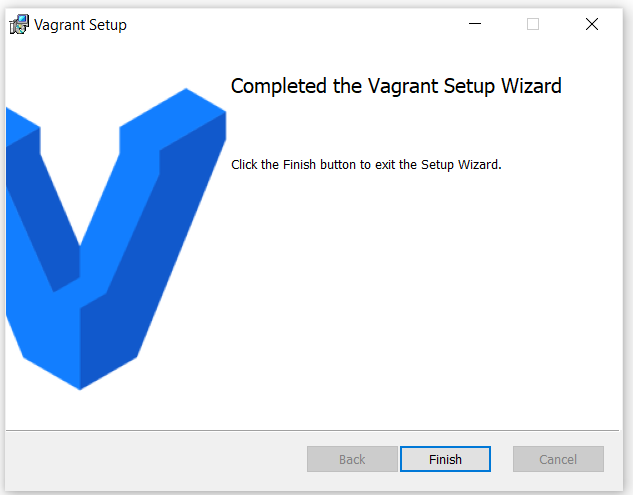 Vagrant Setup
Completed the Vagrant Setup Wizard
Click the Finish button to exit the Setup Wizard.
Back
Finish
Cancel